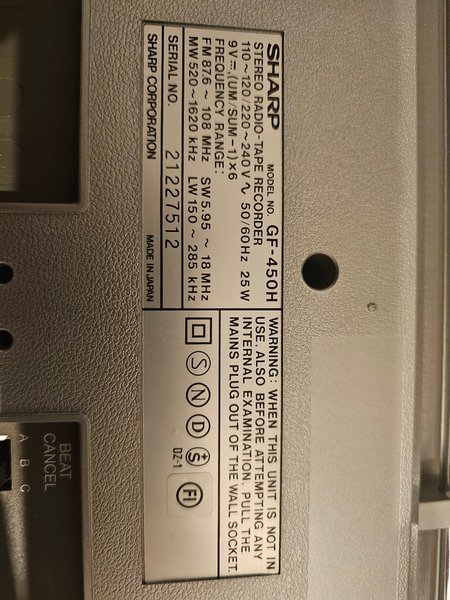 SHARP MODEL NO. GF-450H
STEREO RADIO-TAPE RECORDER
110~120/220~240V∿ 50/60Hz 25W
9V⎓,(UM/SUM-1)×6
FREQUENCY RANGE:
FM 87.6 ~ 108 MHz SW 5.95 ~ 18 MHz
MW 520~1620 kHz LW 150 ~ 285 kHz
SERIAL NO. 21227512
SHARP CORPORATION MADE IN JAPAN
WARNING: WHEN THIS UNIT IS NOT IN
USE, ALSO BEFORE ATTEMPTING ANY
INTERNAL EXAMINATION, PULL THE
MAINS PLUG OUT OF THE WALL SOCKET.
S N D S FI
DZ-1
BEAT
CANCEL
A B C